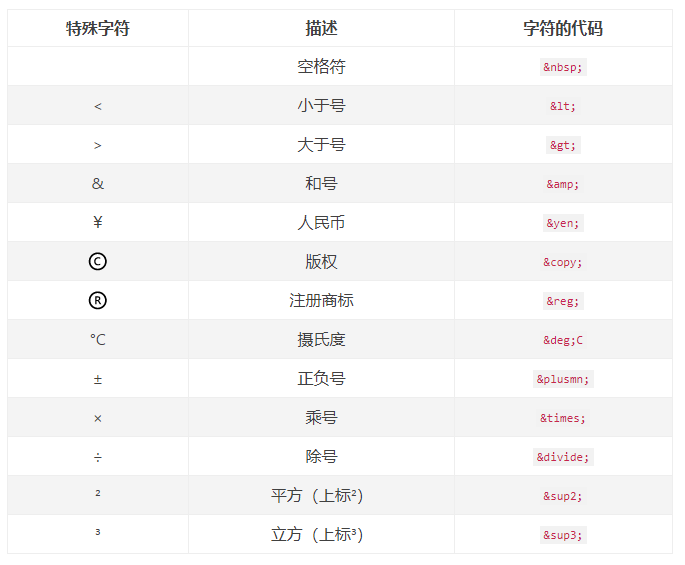 特殊字符 描述 字符的代码
空格符 &nbsp;
< 小于号 &lt;
> 大于号 &gt;
& 和号 &amp;
¥ 人民币 &yen;
© 版权 &copy;
® 注册商标 &reg;
°C 摄氏度 &deg;C
± 正负号 &plusmn;
× 乘号 &times;
÷ 除号 &divide;
² 平方（上标²） &sup2;
³ 立方（上标³） &sup3;